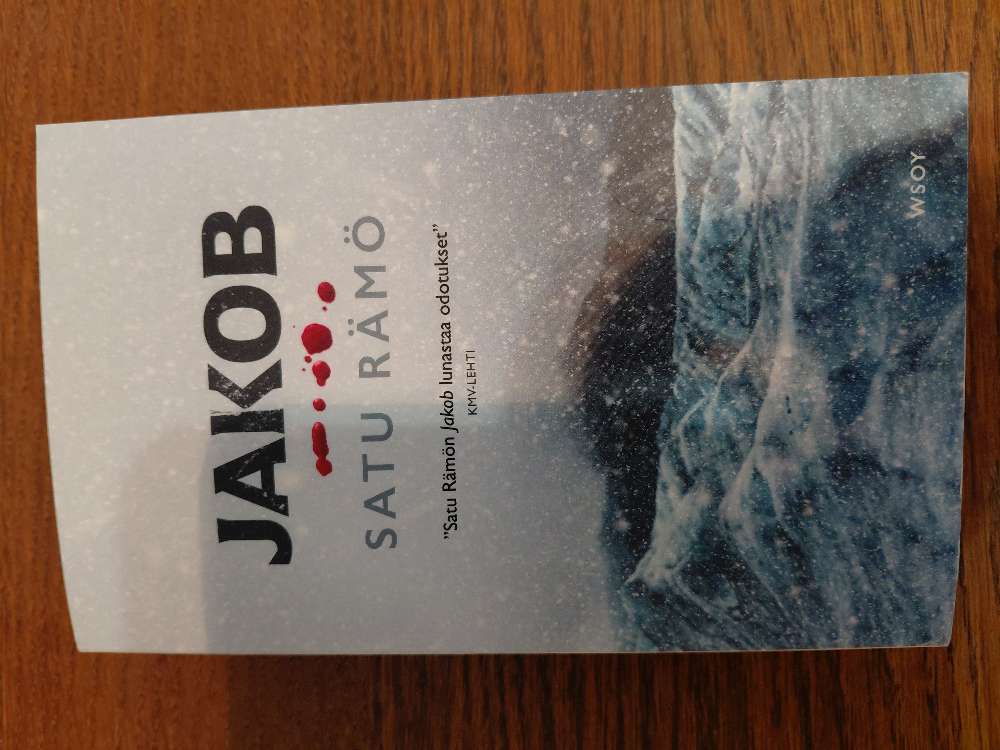 JAKOB
SATU RÄMÖ
”Satu Rämön Jakob lunastaa odotukset”
KMV-LEHTI
WSOY